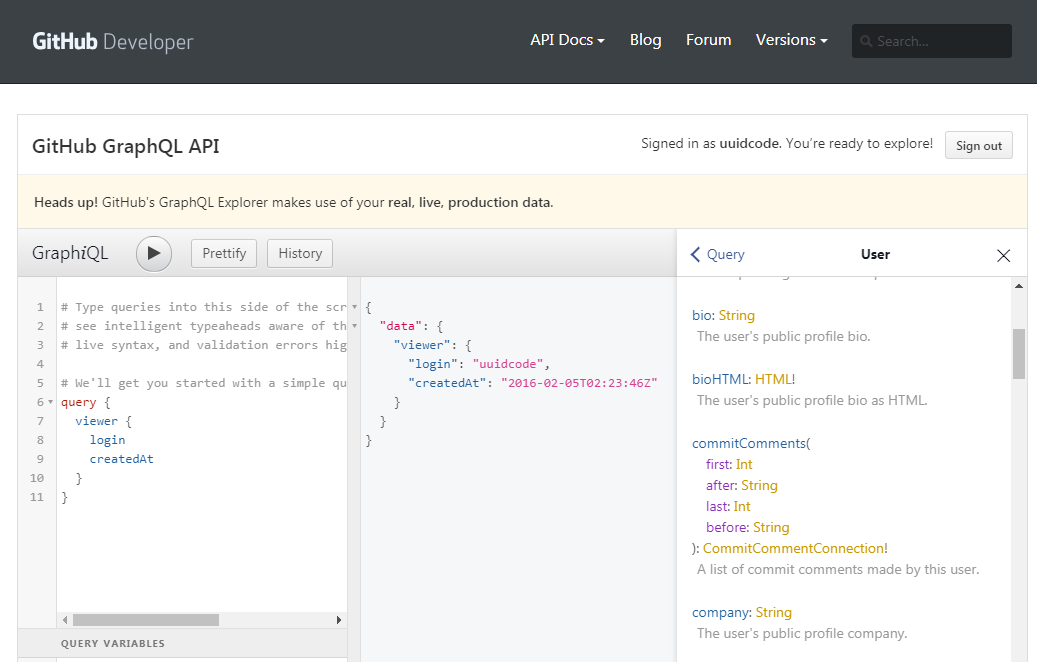 GitHub Developer
API Docs
Blog
Forum
Versions
Search...
GitHub GraphQL API
Signed in as uuidcode. You're ready to explore!
Sign out
Heads up! GitHub's GraphQL Explorer makes use of your real, live, production data.
GraphiQL
Prettify
History
1 # Type queries into this side of the scr
2 # see intelligent typeaheads aware of th
3 # live syntax, and validation errors hig
4
5 # We'll get you started with a simple qu
6 query {
7 viewer {
8 login
9 createdAt
10 }
11 }
QUERY VARIABLES
{
"data": {
"viewer": {
"login": "uuidcode",
"createdAt": "2016-02-05T02:23:46Z"
}
}
}
Query
User
bio: String
The user's public profile bio.
bioHTML: HTML!
The user's public profile bio as HTML.
commitComments(
first: Int
after: String
last: Int
before: String
): CommitCommentConnection!
A list of commit comments made by this user.
company: String
The user's public profile company.